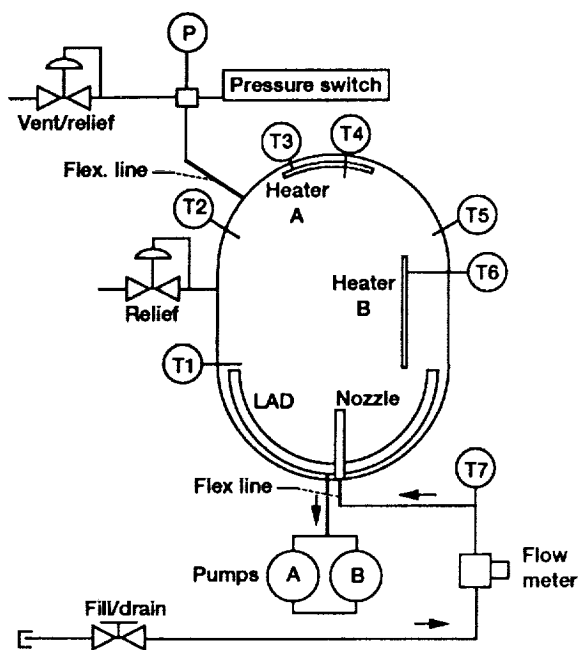 P
Pressure switch
Vent/relief
Flex. line
T3
T4
Heater
A
T2
T5
T6
Heater
B
Relief
T1
LAD
Nozzle
T7
Flex line
Pumps
A
B
Flow
meter
Fill/drain